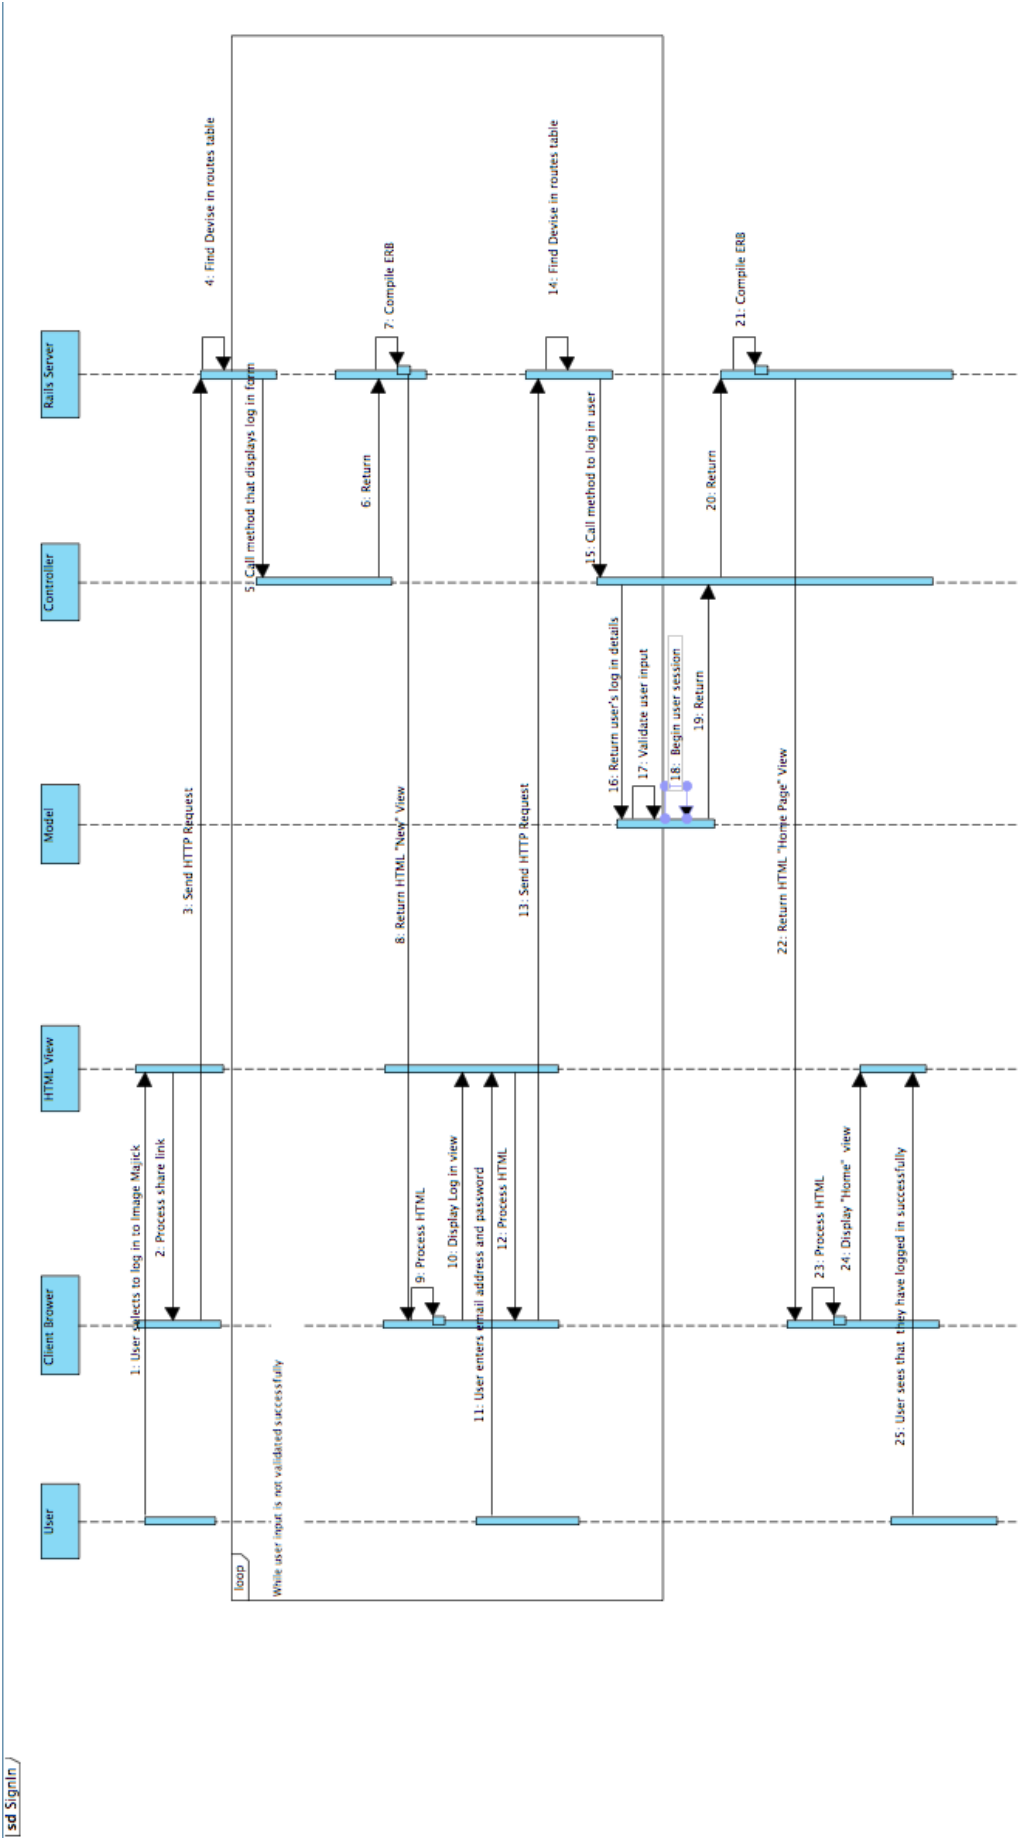 sd SignIn
User
Client Brower
HTML View
Model
Controller
Rails Server
1: User selects to log in to Image Majick
2: Process share link
3: Send HTTP Request
4: Find Devise in routes table
loop
5: Call method that displays log in form
While user input is not validated successfully
6: Return
7: Compile ERB
8: Return HTML "New" View
9: Process HTML
10: Display Log in view
11: User enters email address and password
12: Process HTML
13: Send HTTP Request
14: Find Devise in routes table
15: Call method to log in user
16: Return user's log in details
17: Validate user input
18: Begin user session
19: Return
20: Return
21: Compile ERB
22: Return HTML "Home Page" View
23: Process HTML
24: Display "Home" view
25: User sees that they have logged in successfully